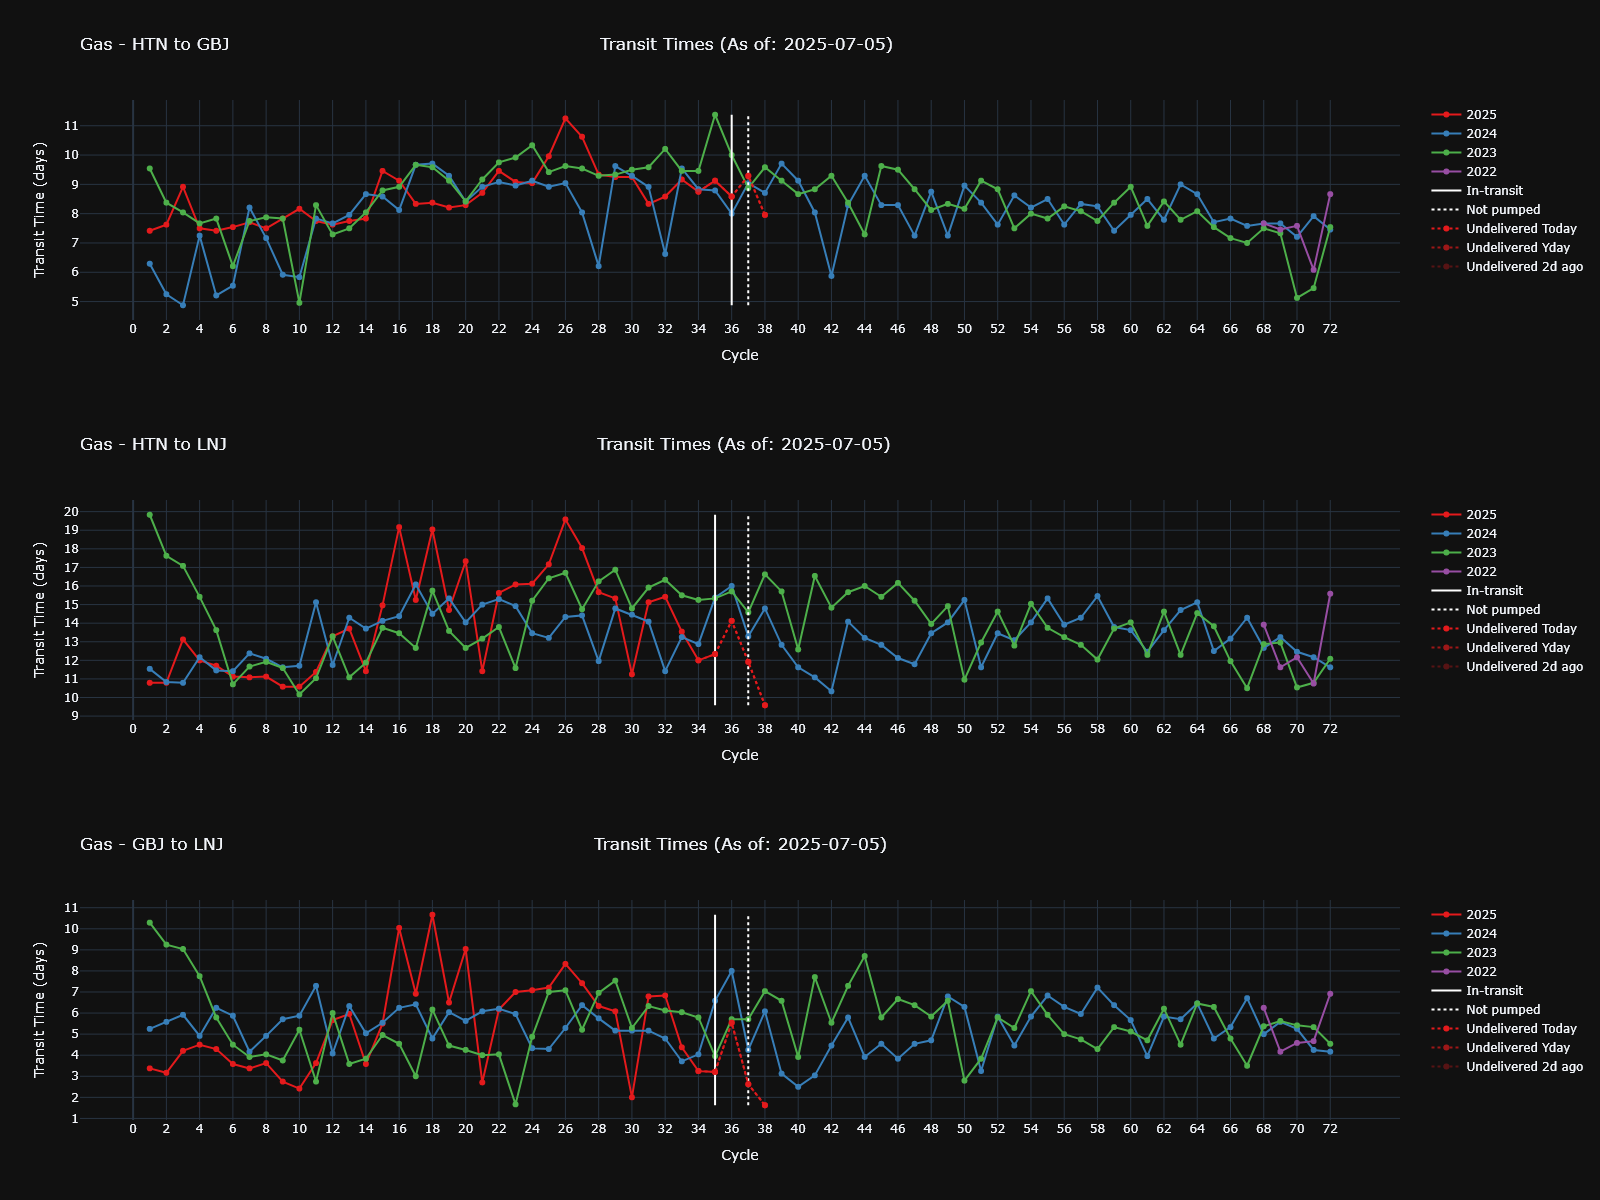 Gas - HTN to GBJ
Transit Times (As of: 2025-07-05)
Transit Time (days)
11
10
9
8
7
6
5
0 2 4 6 8 10 12 14 16 18 20 22 24 26 28 30 32 34 36 38 40 42 44 46 48 50 52 54 56 58 60 62 64 66 68 70 72
Cycle
2025
2024
2023
2022
In-transit
Not pumped
Undelivered Today
Undelivered Yday
Undelivered 2d ago
Gas - HTN to LNJ
Transit Times (As of: 2025-07-05)
Transit Time (days)
20
19
18
17
16
15
14
13
12
11
10
9
0 2 4 6 8 10 12 14 16 18 20 22 24 26 28 30 32 34 36 38 40 42 44 46 48 50 52 54 56 58 60 62 64 66 68 70 72
Cycle
2025
2024
2023
2022
In-transit
Not pumped
Undelivered Today
Undelivered Yday
Undelivered 2d ago
Gas - GBJ to LNJ
Transit Times (As of: 2025-07-05)
Transit Time (days)
11
10
9
8
7
6
5
4
3
2
1
0 2 4 6 8 10 12 14 16 18 20 22 24 26 28 30 32 34 36 38 40 42 44 46 48 50 52 54 56 58 60 62 64 66 68 70 72
Cycle
2025
2024
2023
2022
In-transit
Not pumped
Undelivered Today
Undelivered Yday
Undelivered 2d ago